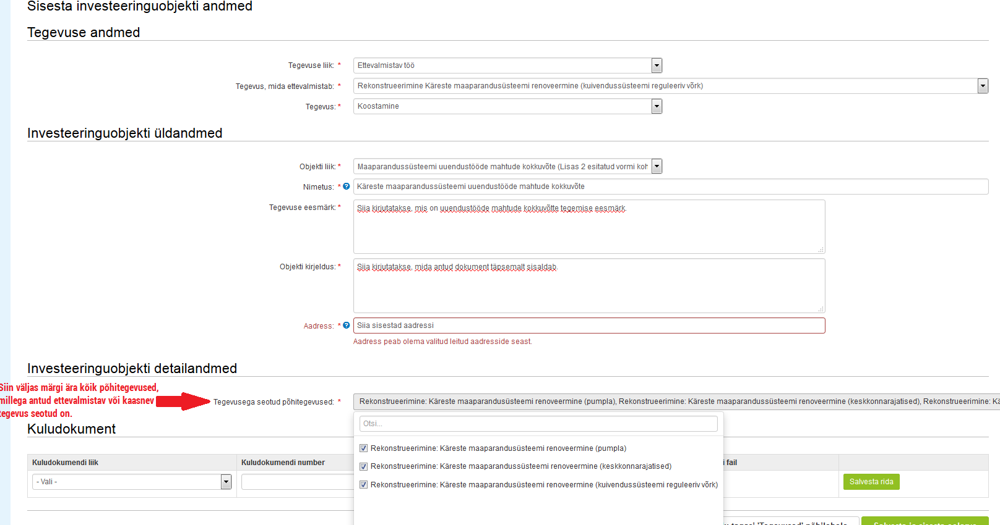 Sisesta investeeringuobjekti andmed
Tegevuse andmed
Tegevuse liik: * Ettevalmistav töö
Tegevus, mida ettevalmistab: * Rekonstrueerimine Käreste maaparandusüsteemi renoveermine (kuivendussüsteemi reguleeriv võrk)
Tegevus: * Koostamine
Investeeringuobjekti üldandmed
Objekti liik: * Maaparandussüsteemi uuendustööde mahtude kokkuvõte (Lisas 2 esitatud vormi koh
Nimetus: * ? Käreste maaparandussüsteemi uuendustööde mahtude kokkuvõte
Tegevuse eesmärk: * Siia kirjutatakse, mis on uuendustööde mahtude kokkuvõtte tegemise eesmärk.
Objekti kirjeldus: * Siia kirjutatakse, mida antud dokument täpsemalt sisaldab.
Aadress: * ? Siia sisestad aadressi
Aadress peab olema valitud leitud aadresside seast.
Investeeringuobjekti detailandmed
Siin väljas märgi ära kõik põhitegevused,
millega antud ettevalmistav või kaasnev
tegevus seotud on.
Tegevusega seotud põhitegevused: * Rekonstrueerimine: Käreste maaparandusüsteemi renoveermine (pumpla), Rekonstrueerimine: Käreste maaparandussüsteemi renoveermine (keskkonnarajatised), Rekonstrueerimine: Kä
Otsi...
Rekonstrueerimine: Käreste maaparandusüsteemi renoveermine (pumpla)
Rekonstrueerimine: Käreste maaparandussüsteemi renoveermine (keskkonnarajatised)
Rekonstrueerimine: Käreste maaparandusüsteemi renoveermine (kuivendussüsteemi reguleeriv võrk)
Kuludokument
Kuludokumendi liik Kuludokumendi number i fail
- Vali - Salvesta rida
tagasi 'Tegevused' põhilehele Salvesta ja sisesta eelarve